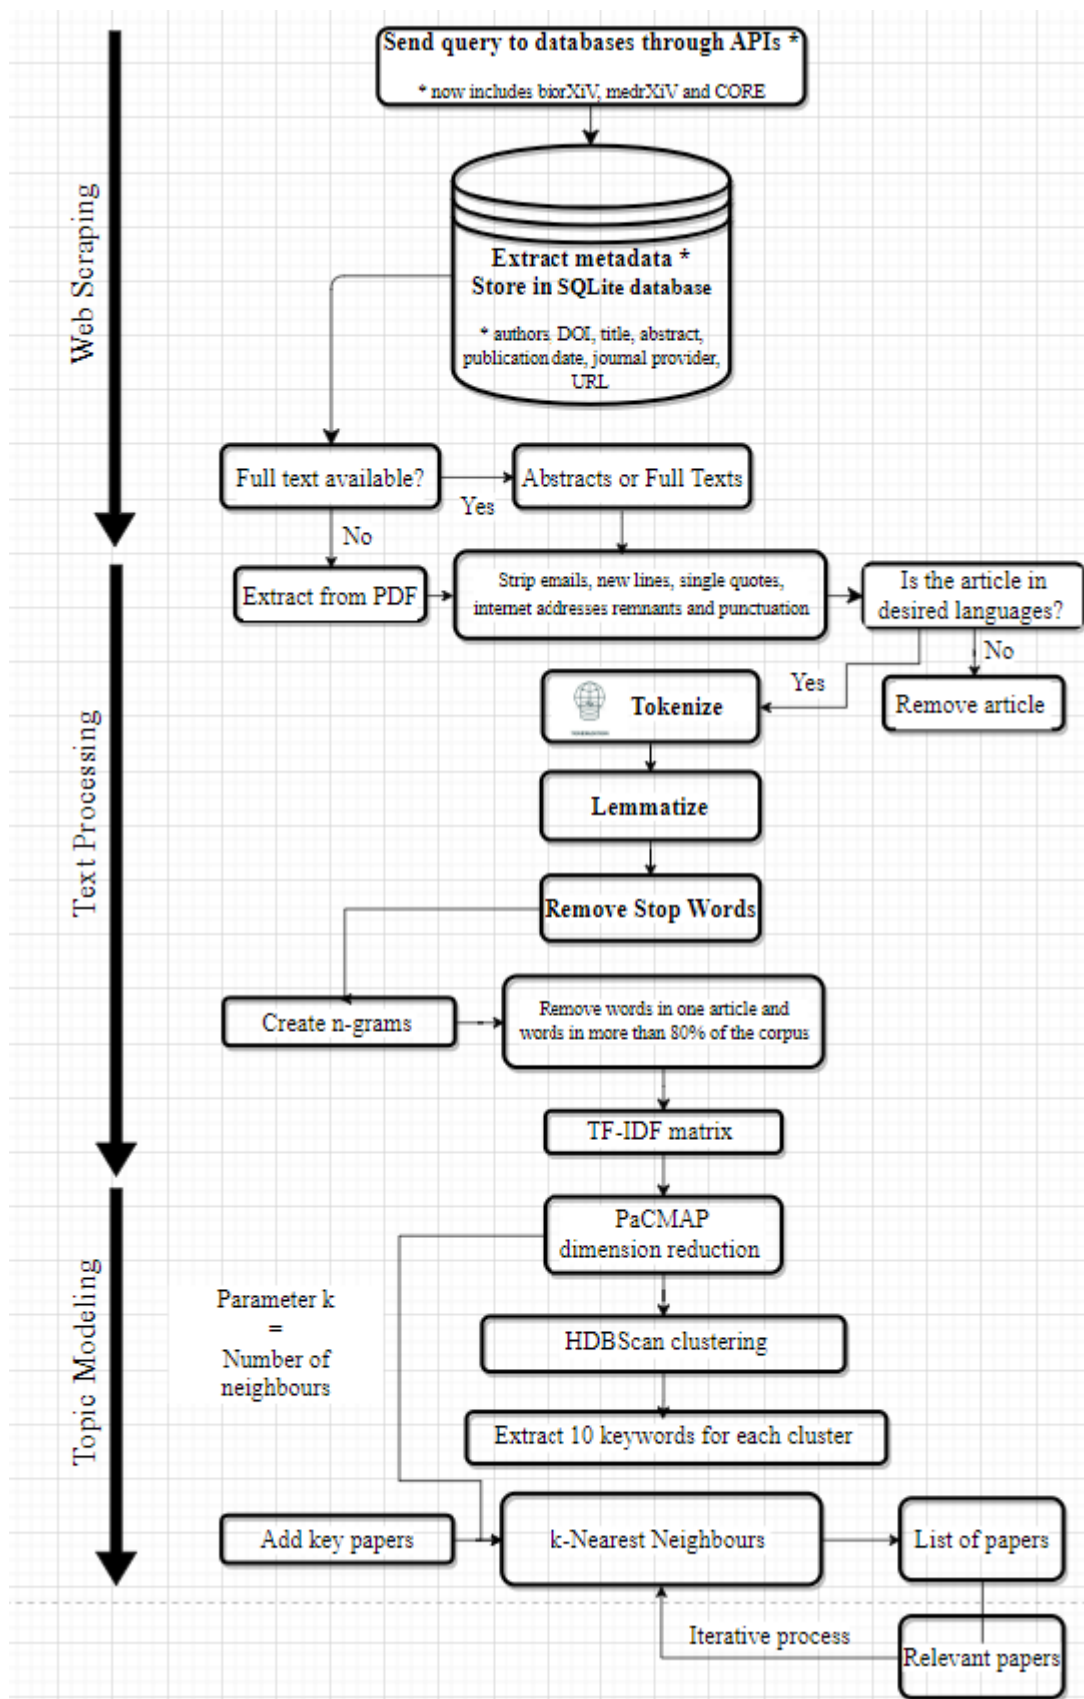 Send query to databases through APIs *
* now includes biorXiV, medrXiV and CORE
Web Scraping
Extract metadata *
Store in SQLite database
* authors DOI, title, abstract,
publication date, journal provider,
URL
Full text available?
Yes
Abstracts or Full Texts
No
Extract from PDF
Strip emails, new lines, single quotes,
internet addresses remnants and punctuation
Is the article in
desired languages?
No
Yes
Remove article
Text Processing
Tokenize
Lemmatize
Remove Stop Words
Create n-grams
Remove words in one article and
words in more than 80% of the corpus
TF-IDF matrix
Topic Modeling
PaCMAP
dimension reduction
Parameter k
=
Number of
neighbours
HDBScan clustering
Extract 10 keywords for each cluster
Add key papers
k-Nearest Neighbours
List of papers
Iterative process
Relevant papers